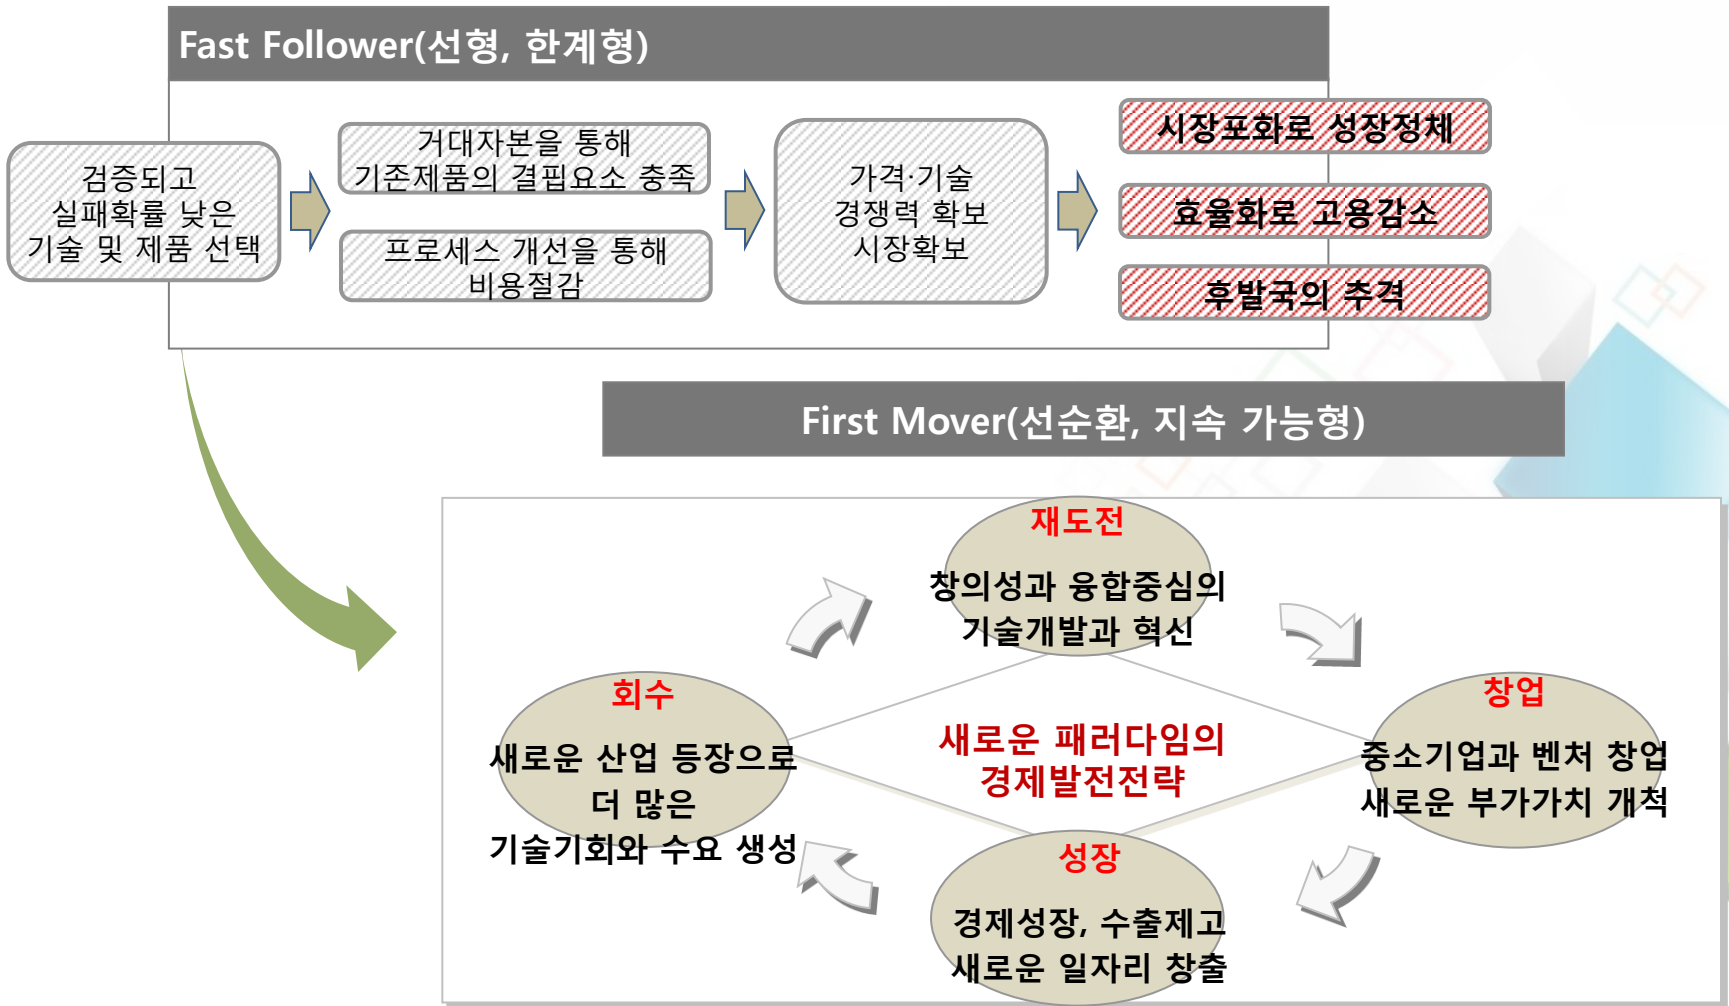 Fast Follower(선형, 한계형)
검증되고
실패확률 낮은
기술 및 제품 선택
거대자본을 통해
기존제품의 결핍요소 충족
프로세스 개선을 통해
비용절감
가격·기술
경쟁력 확보
시장확보
시장포화로 성장정체
효율화로 고용감소
후발국의 추격
First Mover(선순환, 지속 가능형)
재도전
창의성과 융합중심의
기술개발과 혁신
회수
새로운 산업 등장으로
더 많은
기술기회와 수요 생성
새로운 패러다임의
경제발전전략
창업
중소기업과 벤처 창업
새로운 부가가치 개척
성장
경제성장, 수출제고
새로운 일자리 창출